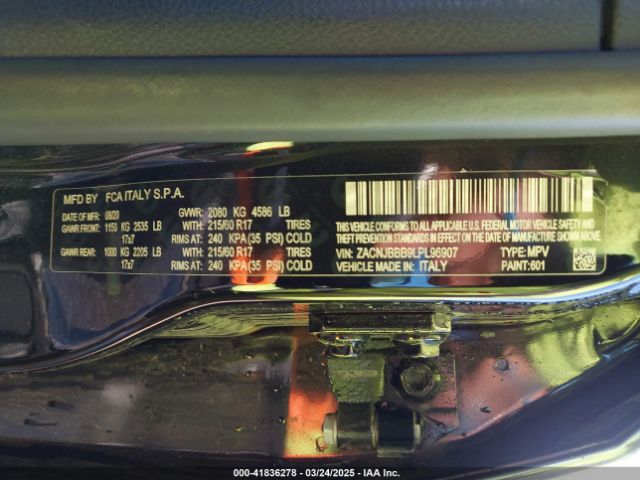 MFD BY FCA ITALY S.P.A.
DATE OF MFD: 08/20 GVWR: 2080 KG 4586 LB
GAWR FRONT: 1150 KG 2535 LB WITH: 215/60 R17 TIRES
17x7 RIMS AT: 240 KPA(35 PSI) COLD
GAWR REAR: 1000 KG 2205 LB WITH: 215/60 R17 TIRES
17x7 RIMS AT: 240 KPA(35 PSI) COLD
THIS VEHICLE CONFORMS TO ALL APPLICABLE U.S.
FEDERAL MOTOR VEHICLE SAFETY, BUMPER, AND
THEFT PREVENTION STANDARDS IN EFFECT ON THE
DATE OF MANUFACTURE SHOWN ABOVE.
VIN: ZACNJBBB9LPL96907 TYPE: MPV
VEHICLE MADE IN: ITALY PAINT: 601
000-41836278 - 03/24/2025 - IAA Inc.